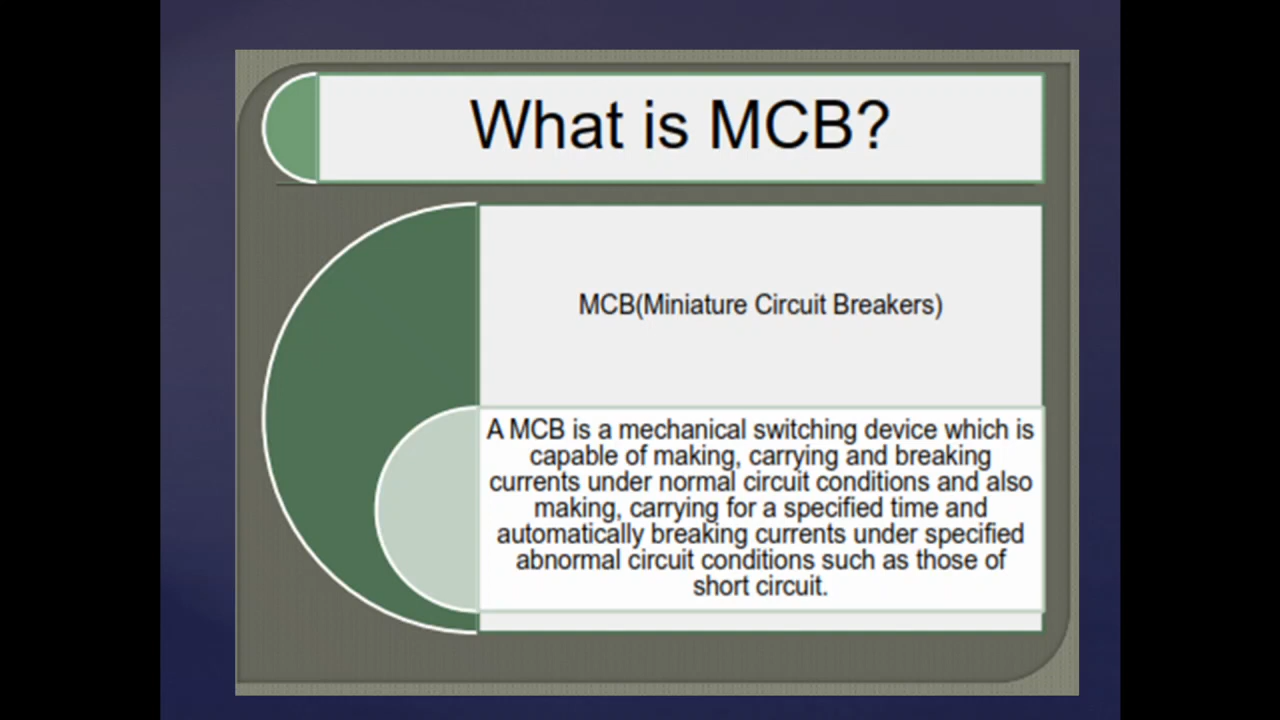 What is MCB?
MCB(Miniature Circuit Breakers)
A MCB is a mechanical switching device which is
capable of making, carrying and breaking
currents under normal circuit conditions and also
making, carrying for a specified time and
automatically breaking currents under specified
abnormal circuit conditions such as those of
short circuit.